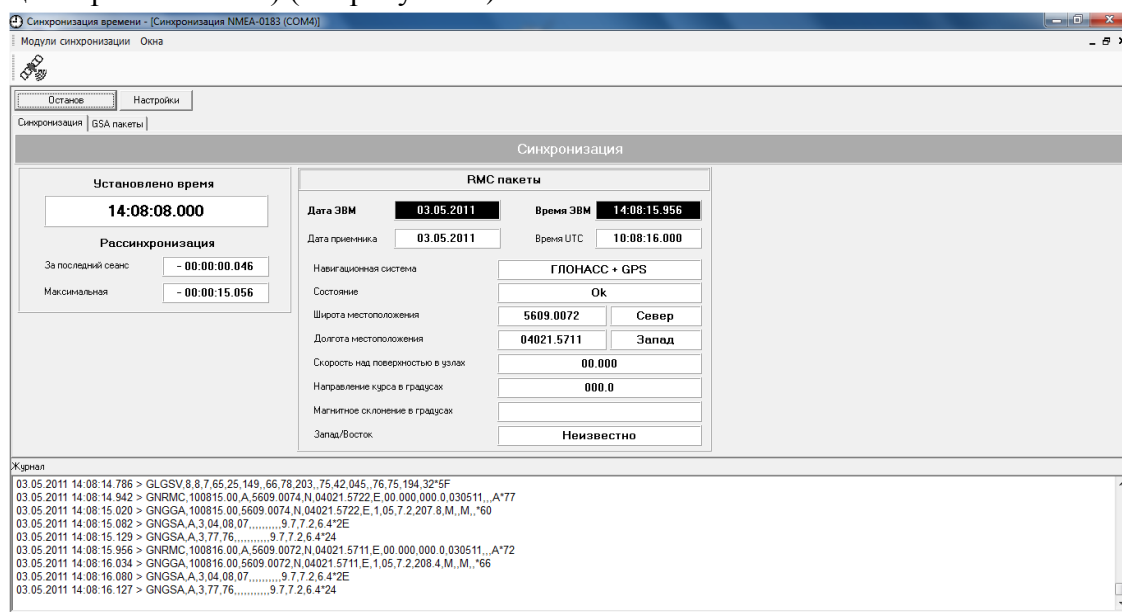 Синхронизация времени - [Синхронизация NMEA-0183 (COM4)]
Модули синхронизации Окна
Останов Настройки
Синхронизация GSA пакеты
Синхронизация
Установлено время
14:08:08.000
Рассинхронизация
За последний сеанс - 00:00:00.046
Максимальная - 00:00:15.056
RMC пакеты
Дата ЭВМ 03.05.2011 Время ЭВМ 14:08:15.956
Дата приемника 03.05.2011 Время UTC 10:08:16.000
Навигационная система ГЛОНАСС + GPS
Состояние Ok
Широта местоположения 5609.0072 Север
Долгота местоположения 04021.5711 Запад
Скорость над поверхностью в узлах 00.000
Направление курса в градусах 000.0
Магнитное склонение в градусах
Запад/Восток Неизвестно
Журнал
03.05.2011 14:08:14.786 > GLGSV,8,8,7,65,25,149,,66,78,203,,75,42,045,,76,75,194,32*5F
03.05.2011 14:08:14.942 > GNRMC,100815.00,A,5609.0074,N,04021.5722,E,00.000,000.0,030511,,,A*77
03.05.2011 14:08:15.020 > GNGGA,100815.00,5609.0074,N,04021.5722,E,1,05,7.2,207.8,M,,M,,*60
03.05.2011 14:08:15.082 > GNGSA,A,3,04,08,07,,,,,,,,,,9.7,7.2,6.4*2E
03.05.2011 14:08:15.129 > GNGSA,A,3,77,76,,,,,,,,,,,9.7,7.2,6.4*24
03.05.2011 14:08:15.956 > GNRMC,100816.00,A,5609.0072,N,04021.5711,E,00.000,000.0,030511,,,A*72
03.05.2011 14:08:16.034 > GNGGA,100816.00,5609.0072,N,04021.5711,E,1,05,7.2,208.4,M,,M,,*66
03.05.2011 14:08:16.080 > GNGSA,A,3,04,08,07,,,,,,,,,,9.7,7.2,6.4*2E
03.05.2011 14:08:16.127 > GNGSA,A,3,77,76,,,,,,,,,,,9.7,7.2,6.4*24